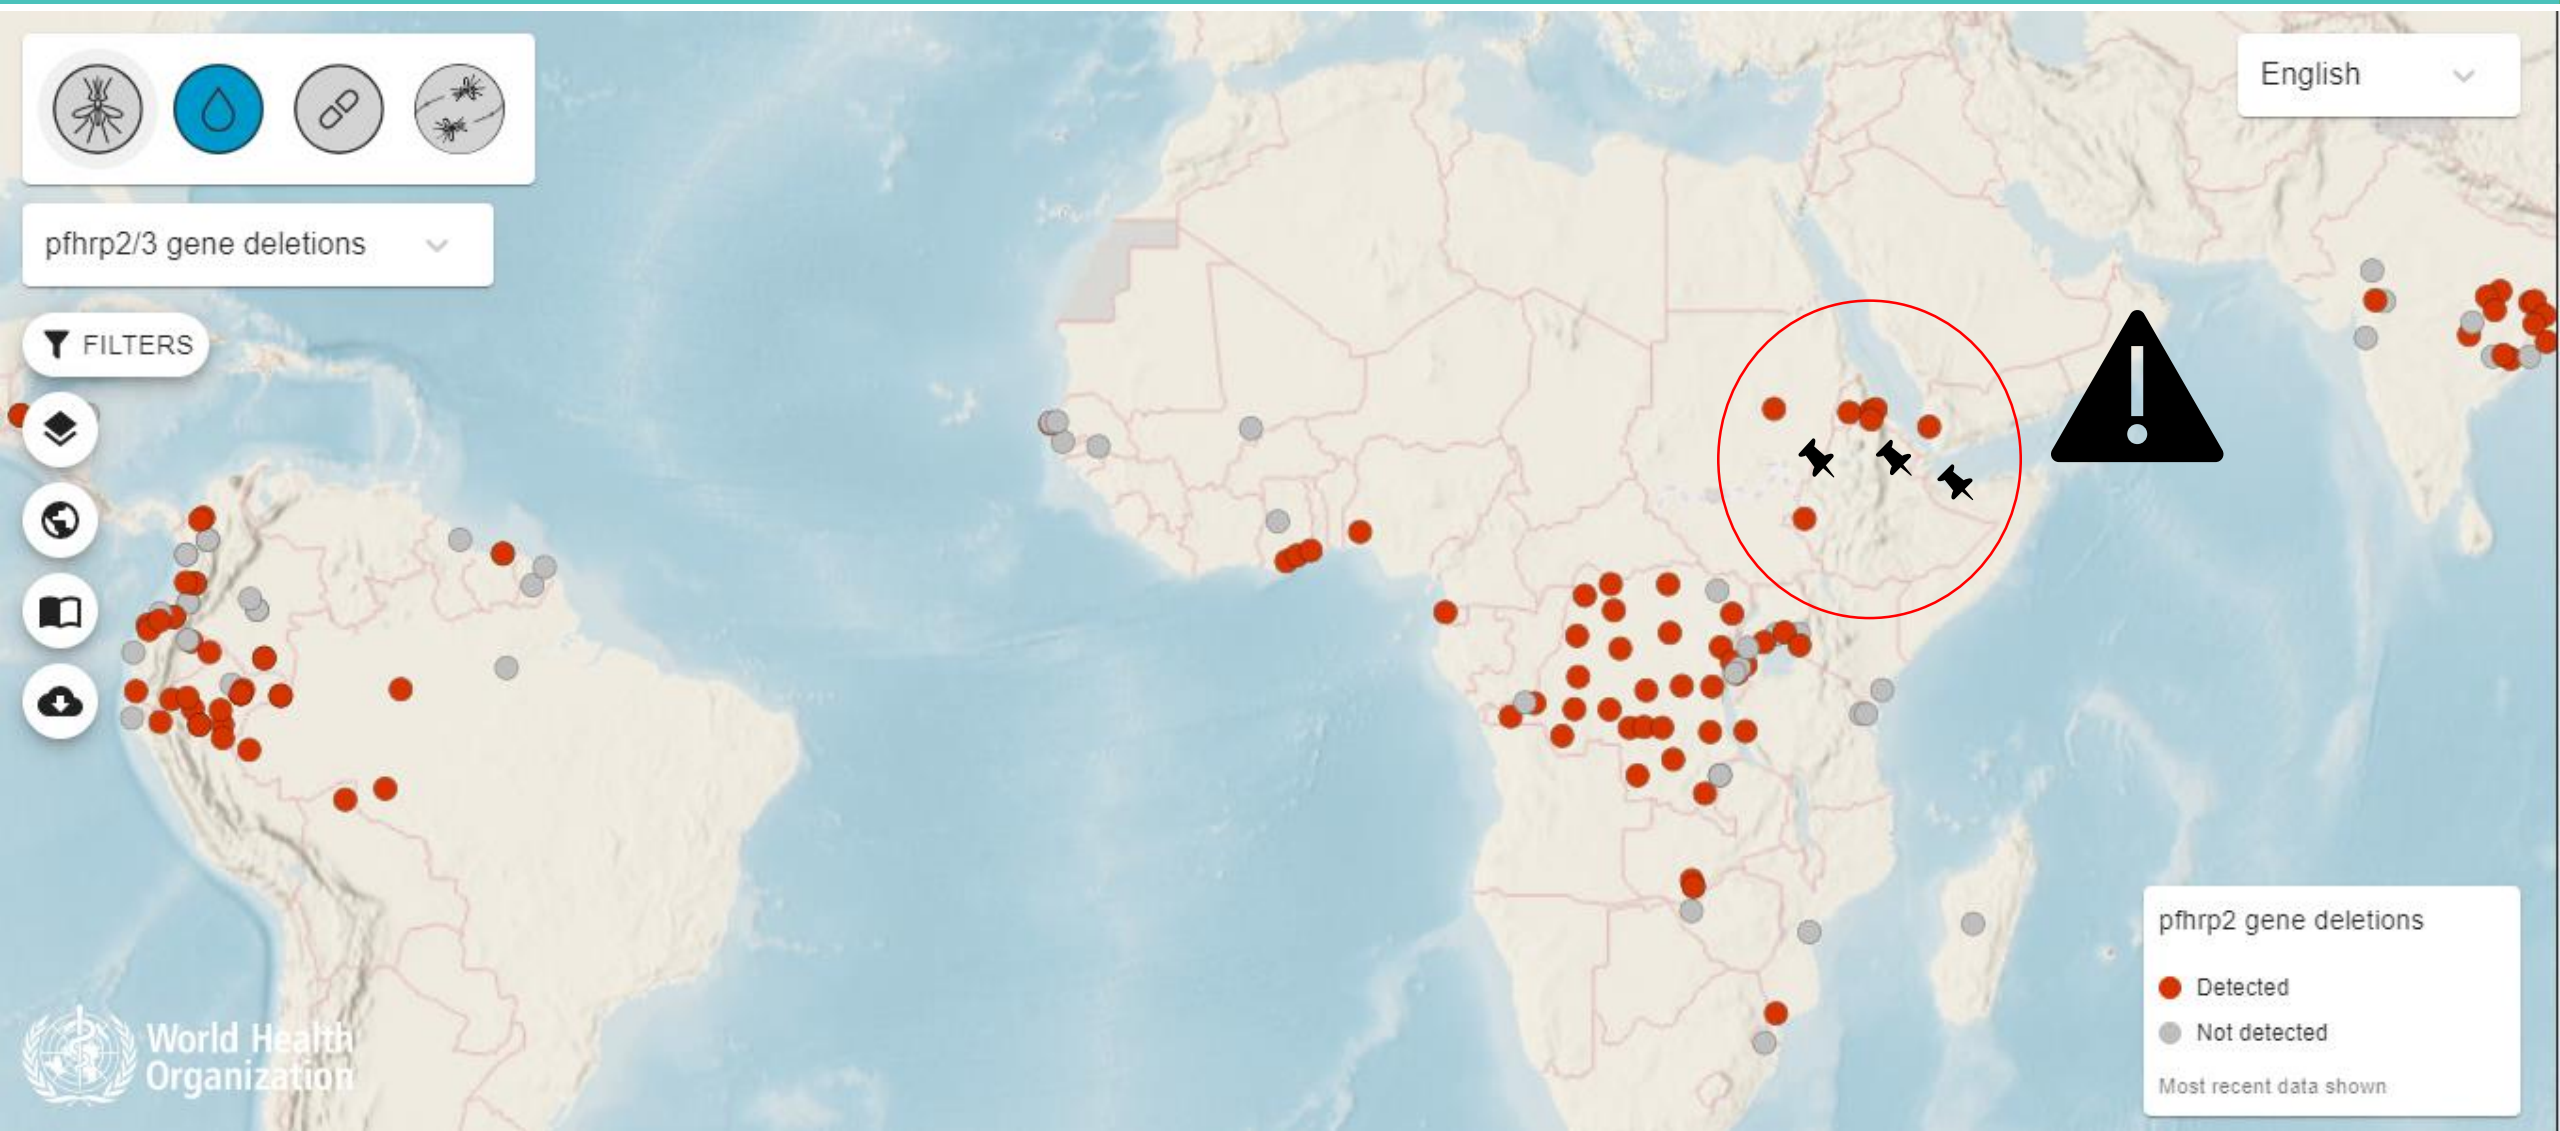 English
pfhrp2/3 gene deletions
FILTERS
pfhrp2 gene deletions
Detected
Not detected
Most recent data shown
World Health
Organization